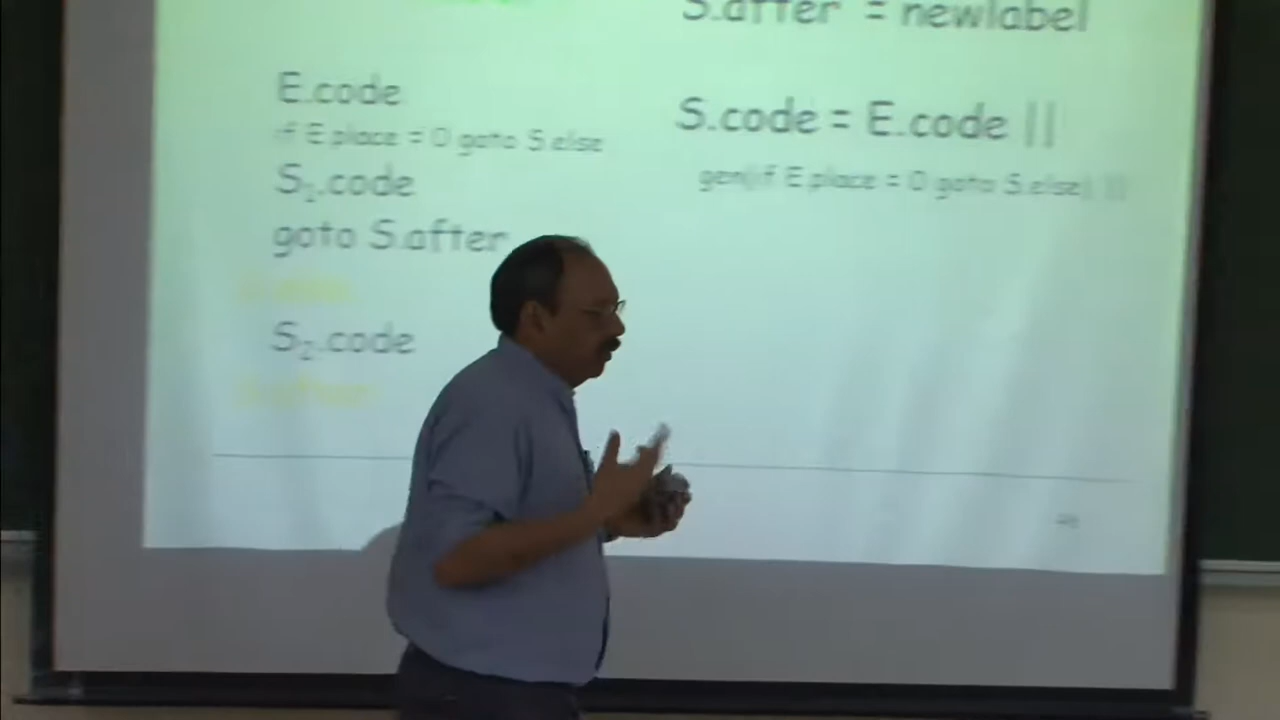 S.after = newlabel
E.code
if E.place = 0 goto S.else
S₁.code
goto S.after
S₂.code
S.after
S.code = E.code ||
gen(if E.place = 0 goto S.else) ||